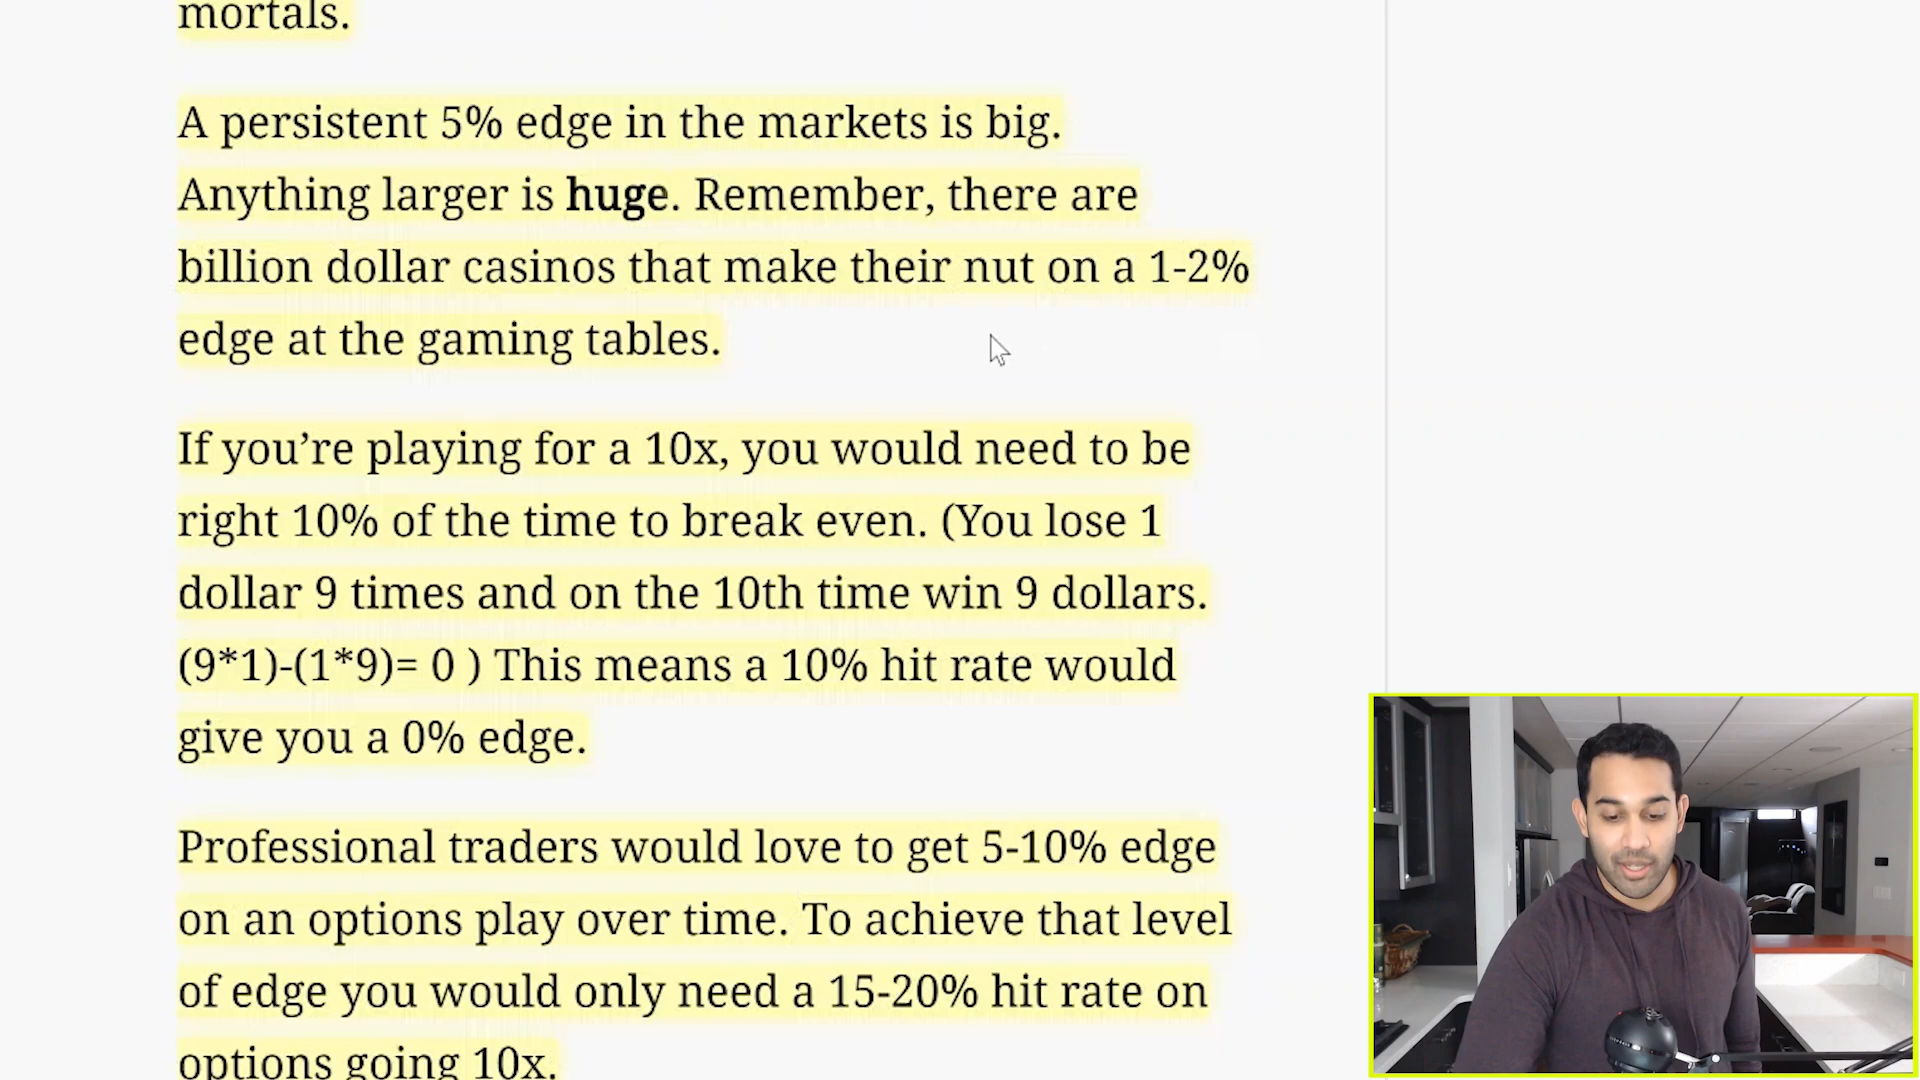 mortals.
A persistent 5% edge in the markets is big.
Anything larger is huge. Remember, there are
billion dollar casinos that make their nut on a 1-2%
edge at the gaming tables.
If you’re playing for a 10x, you would need to be
right 10% of the time to break even. (You lose 1
dollar 9 times and on the 10th time win 9 dollars.
(9*1)-(1*9)= 0 ) This means a 10% hit rate would
give you a 0% edge.
Professional traders would love to get 5-10% edge
on an options play over time. To achieve that level
of edge you would only need a 15-20% hit rate on
options going 10x.